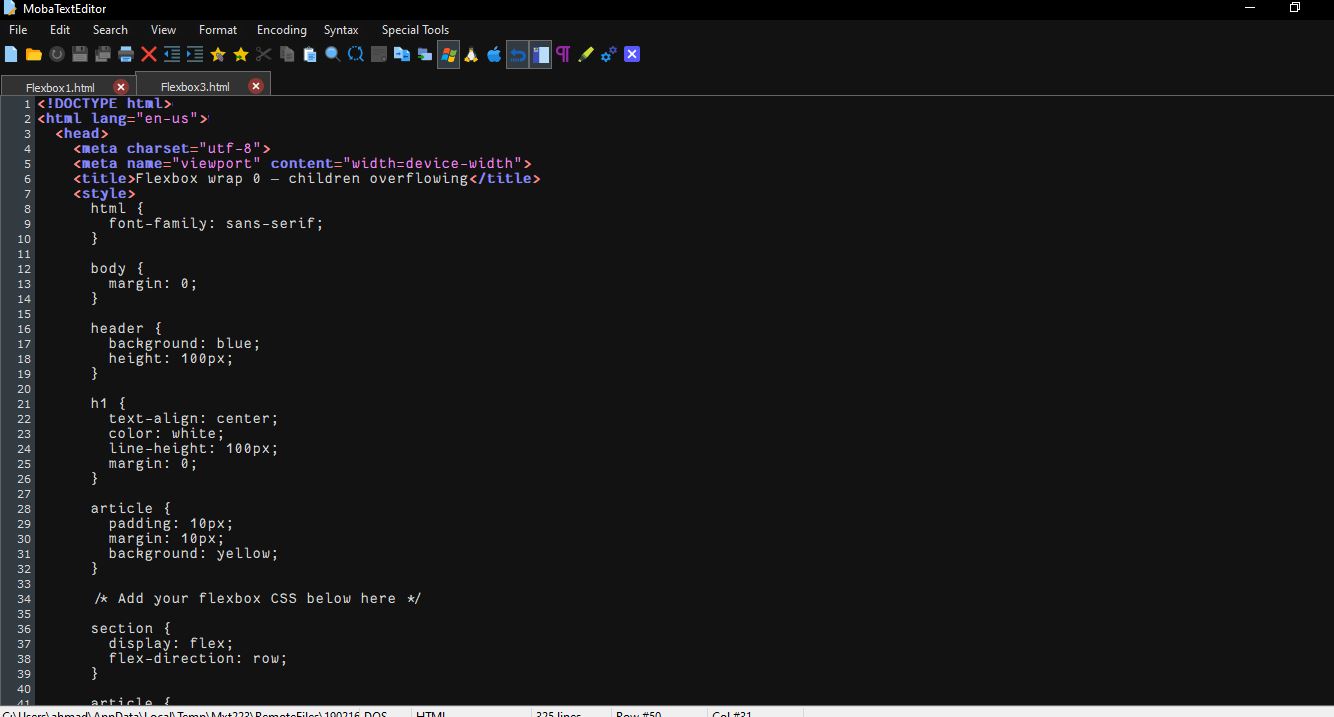 MobaTextEditor
File Edit Search View Format Encoding Syntax Special Tools
Flexbox1.html Flexbox3.html
1 <!DOCTYPE html>
2 <html lang="en-us">
3 <head>
4 <meta charset="utf-8">
5 <meta name="viewport" content="width=device-width">
6 <title>Flexbox wrap 0 — children overflowing</title>
7 <style>
8 html {
9 font-family: sans-serif;
10 }
11
12 body {
13 margin: 0;
14 }
15
16 header {
17 background: blue;
18 height: 100px;
19 }
20
21 h1 {
22 text-align: center;
23 color: white;
24 line-height: 100px;
25 margin: 0;
26 }
27
28 article {
29 padding: 10px;
30 margin: 10px;
31 background: yellow;
32 }
33
34 /* Add your flexbox CSS below here */
35
36 section {
37 display: flex;
38 flex-direction: row;
39 }
40
41 article {
C:\Users\ahmad\AppData\Local\Temp\Mxt223\RemoteFiles\190216 DOS HTML 325 lines Row #50 Col #31